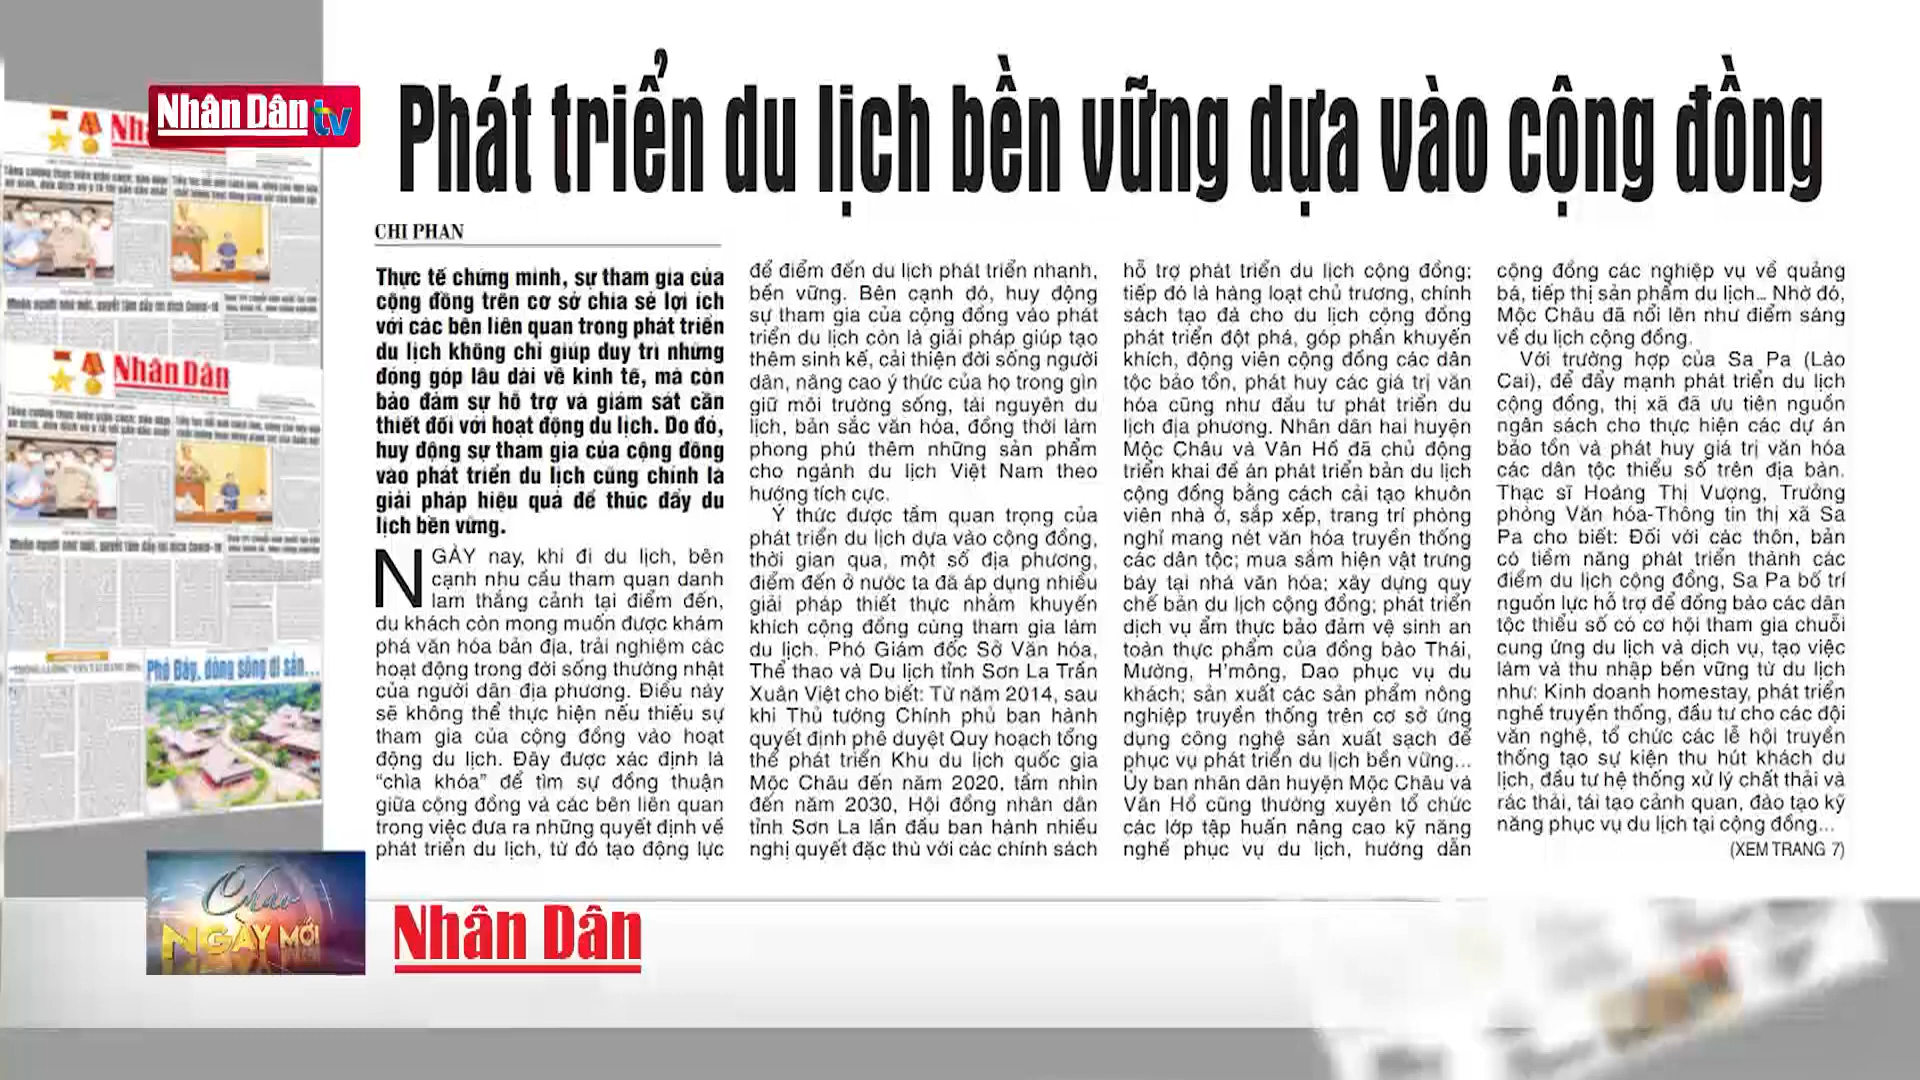 Nhân Dân tv
Phát triển du lịch bền vững dựa vào cộng đồng
CHI PHAN
Thực tế chứng minh, sự tham gia của
cộng đồng trên cơ sở chia sẻ lợi ích
với các bên liên quan trong phát triển
du lịch không chỉ giúp duy trì những
đóng góp lâu dài về kinh tế, mà còn
bảo đảm sự hỗ trợ và giám sát cần
thiết đối với hoạt động du lịch. Do đó,
huy động sự tham gia của cộng đồng
vào phát triển du lịch cũng chính là
giải pháp hiệu quả để thúc đẩy du
lịch bền vững.
NGÀY nay, khi đi du lịch, bên
cạnh nhu cầu tham quan danh
lam thắng cảnh tại điểm đến,
du khách còn mong muốn được khám
phá văn hóa bản địa, trải nghiệm các
hoạt động trong đời sống thường nhật
của người dân địa phương. Điều này
sẽ không thể thực hiện nếu thiếu sự
tham gia của cộng đồng vào hoạt
động du lịch. Đây được xác định là
“chìa khóa” để tìm sự đồng thuận
giữa cộng đồng và các bên liên quan
trong việc đưa ra những quyết định về
phát triển du lịch, từ đó tạo động lực
để điểm đến du lịch phát triển nhanh,
bền vững. Bên cạnh đó, huy động
sự tham gia của cộng đồng vào phát
triển du lịch còn là giải pháp giúp tạo
thêm sinh kế, cải thiện đời sống người
dân, nâng cao ý thức của họ trong gìn
giữ môi trường sống, tài nguyên du
lịch, bản sắc văn hóa, đồng thời làm
phong phú thêm những sản phẩm
cho ngành du lịch Việt Nam theo
hướng tích cực.
Ý thức được tầm quan trọng của
phát triển du lịch dựa vào cộng đồng,
thời gian qua, một số địa phương,
điểm đến ở nước ta đã áp dụng nhiều
giải pháp thiết thực nhằm khuyến
khích cộng đồng cùng tham gia làm
du lịch. Phó Giám đốc Sở Văn hóa,
Thể thao và Du lịch tỉnh Sơn La Trần
Xuân Việt cho biết: Từ năm 2014, sau
khi Thủ tướng Chính phủ ban hành
quyết định phê duyệt Quy hoạch tổng
thể phát triển Khu du lịch quốc gia
Mộc Châu đến năm 2020, tầm nhìn
đến năm 2030, Hội đồng nhân dân
tỉnh Sơn La lần đầu ban hành nhiều
nghị quyết đặc thù với các chính sách
hỗ trợ phát triển du lịch cộng đồng;
tiếp đó là hàng loạt chủ trương, chính
sách tạo đà cho du lịch cộng đồng
phát triển đột phá, góp phần khuyến
khích, động viên cộng đồng các dân
tộc bảo tồn, phát huy các giá trị văn
hóa cũng như đầu tư phát triển du
lịch địa phương. Nhân dân hai huyện
Mộc Châu và Vân Hồ đã chủ động
triển khai đề án phát triển bản du lịch
cộng đồng bằng cách cải tạo khuôn
viên nhà ở, sắp xếp, trang trí phòng
nghỉ mang nét văn hóa truyền thống
các dân tộc; mua sắm hiện vật trưng
bày tại nhà văn hóa; xây dựng quy
chế bản du lịch cộng đồng; phát triển
dịch vụ ẩm thực bảo đảm vệ sinh an
toàn thực phẩm của đồng bào Thái,
Mường, H’mông, Dao phục vụ du
khách; sản xuất các sản phẩm nông
nghiệp truyền thống trên cơ sở ứng
dụng công nghệ sản xuất sạch để
phục vụ phát triển du lịch bền vững...
Ủy ban nhân dân huyện Mộc Châu và
Vân Hồ cũng thường xuyên tổ chức
các lớp tập huấn nâng cao kỹ năng
nghề phục vụ du lịch, hướng dẫn
cộng đồng các nghiệp vụ về quảng
bá, tiếp thị sản phẩm du lịch... Nhờ đó,
Mộc Châu đã nổi lên như điểm sáng
về du lịch cộng đồng.
Với trường hợp của Sa Pa (Lào
Cai), để đẩy mạnh phát triển du lịch
cộng đồng, thị xã đã ưu tiên nguồn
ngân sách cho thực hiện các dự án
bảo tồn và phát huy giá trị văn hóa
các dân tộc thiểu số trên địa bàn.
Thạc sĩ Hoàng Thị Vượng, Trưởng
phòng Văn hóa-Thông tin thị xã Sa
Pa cho biết: Đối với các thôn, bản
có tiềm năng phát triển thành các
điểm du lịch cộng đồng, Sa Pa bố trí
nguồn lực hỗ trợ để đồng bào các dân
tộc thiểu số có cơ hội tham gia chuỗi
cung ứng du lịch và dịch vụ, tạo việc
làm và thu nhập bền vững từ du lịch
như: Kinh doanh homestay, phát triển
nghề truyền thống, đầu tư cho các đội
văn nghệ, tổ chức các lễ hội truyền
thống tạo sự kiện thu hút khách du
lịch, đầu tư hệ thống xử lý chất thải và
rác thải, tái tạo cảnh quan, đào tạo kỹ
năng phục vụ du lịch tại cộng đồng...
(XEM TRANG 7)
Nhân Dân
Phố Bảy, dòng sông di sản...
Chào
NGÀY MỚI
Nhân Dân